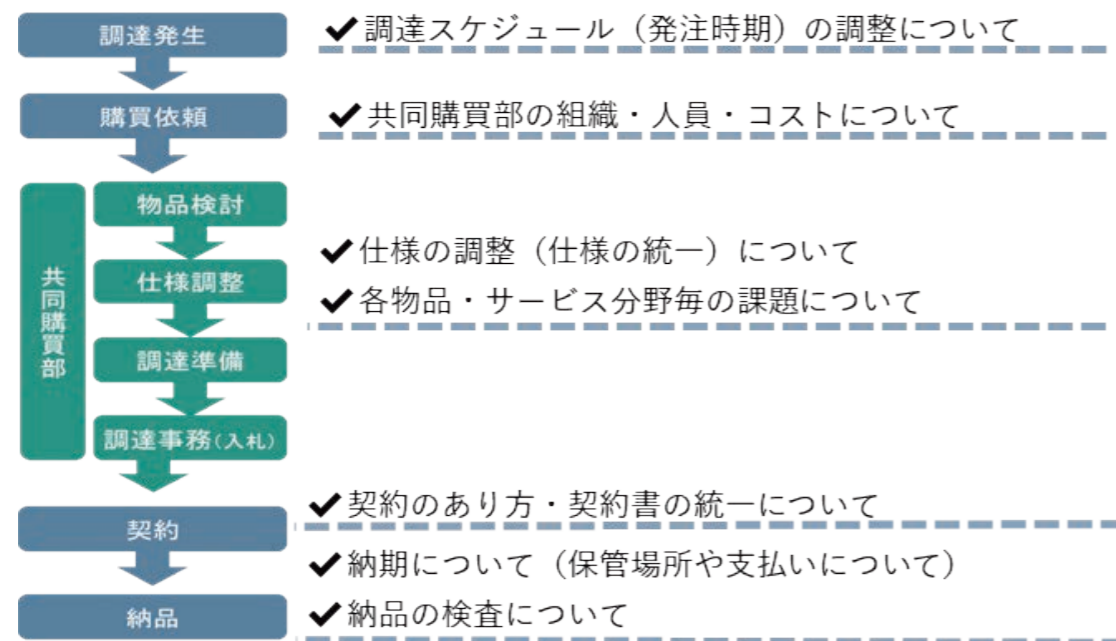 調達発生
✔調達スケジュール（発注時期）の調整について
購買依頼
✔共同購買部の組織・人員・コストについて
共同購買部
物品検討
仕様調整
✔仕様の調整（仕様の統一）について
✔各物品・サービス分野毎の課題について
調達準備
調達事務(入札)
✔契約のあり方・契約書の統一について
契約
✔納期について（保管場所や支払いについて）
納品
✔納品の検査について